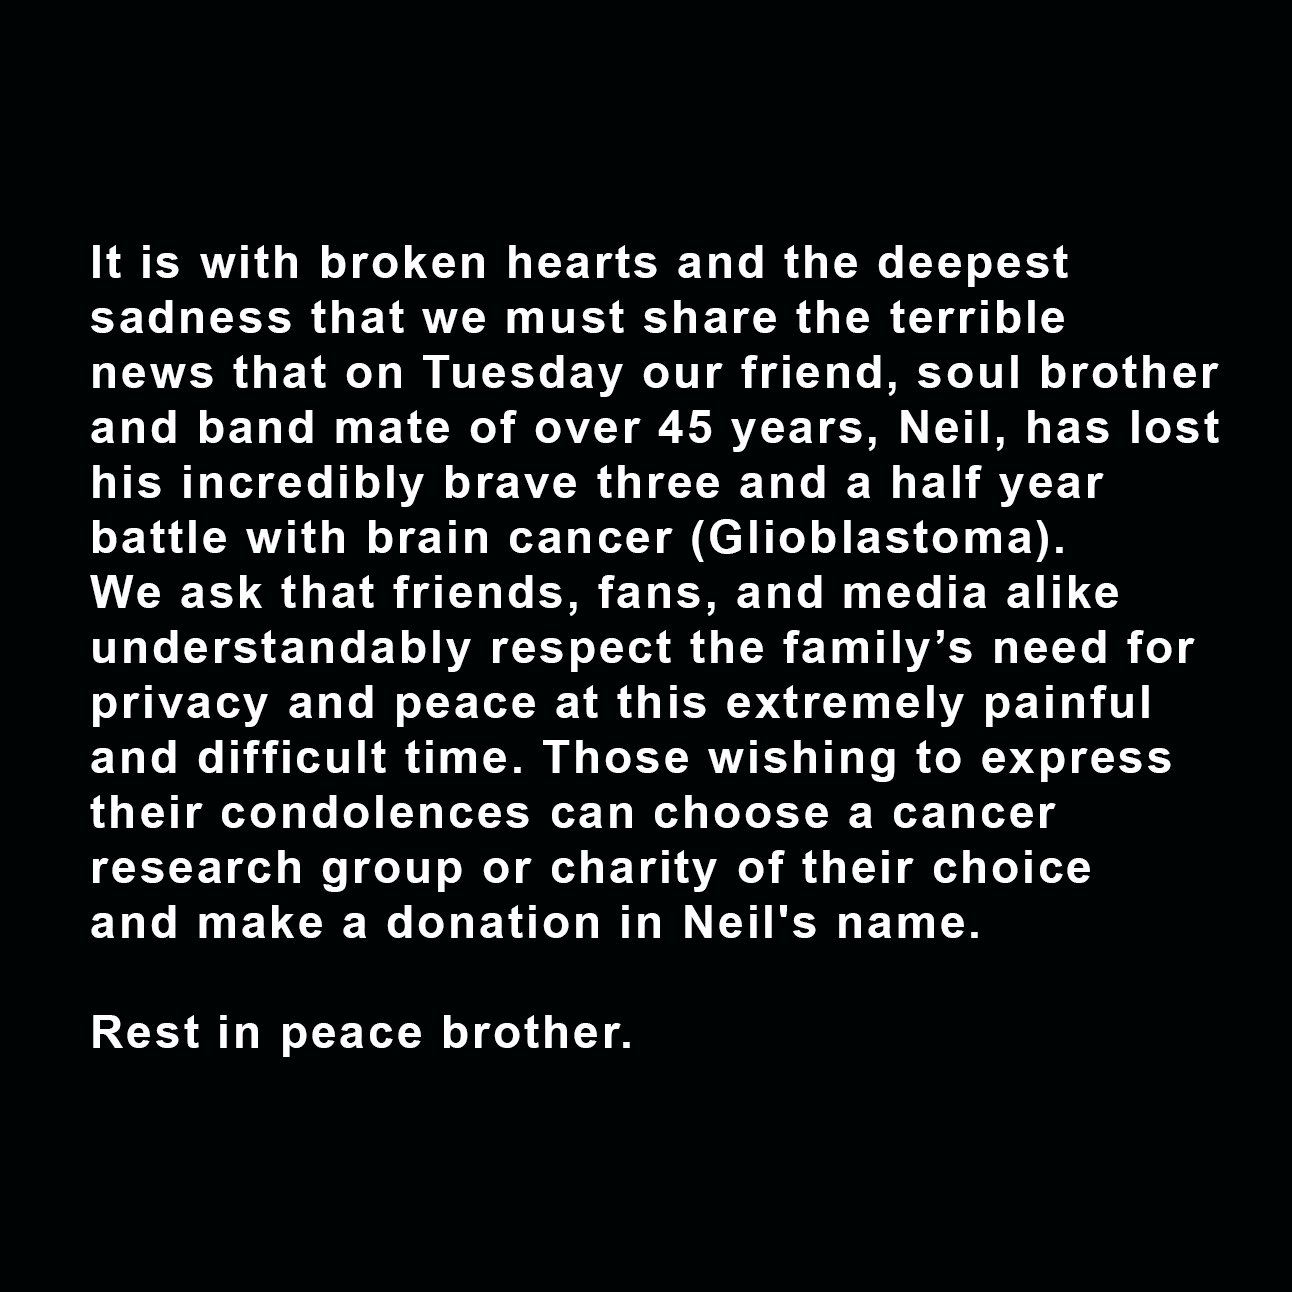 It is with broken hearts and the deepest
sadness that we must share the terrible
news that on Tuesday our friend, soul brother
and band mate of over 45 years, Neil, has lost
his incredibly brave three and a half year
battle with brain cancer (Glioblastoma).
We ask that friends, fans, and media alike
understandably respect the family’s need for
privacy and peace at this extremely painful
and difficult time. Those wishing to express
their condolences can choose a cancer
research group or charity of their choice
and make a donation in Neil's name.

Rest in peace brother.